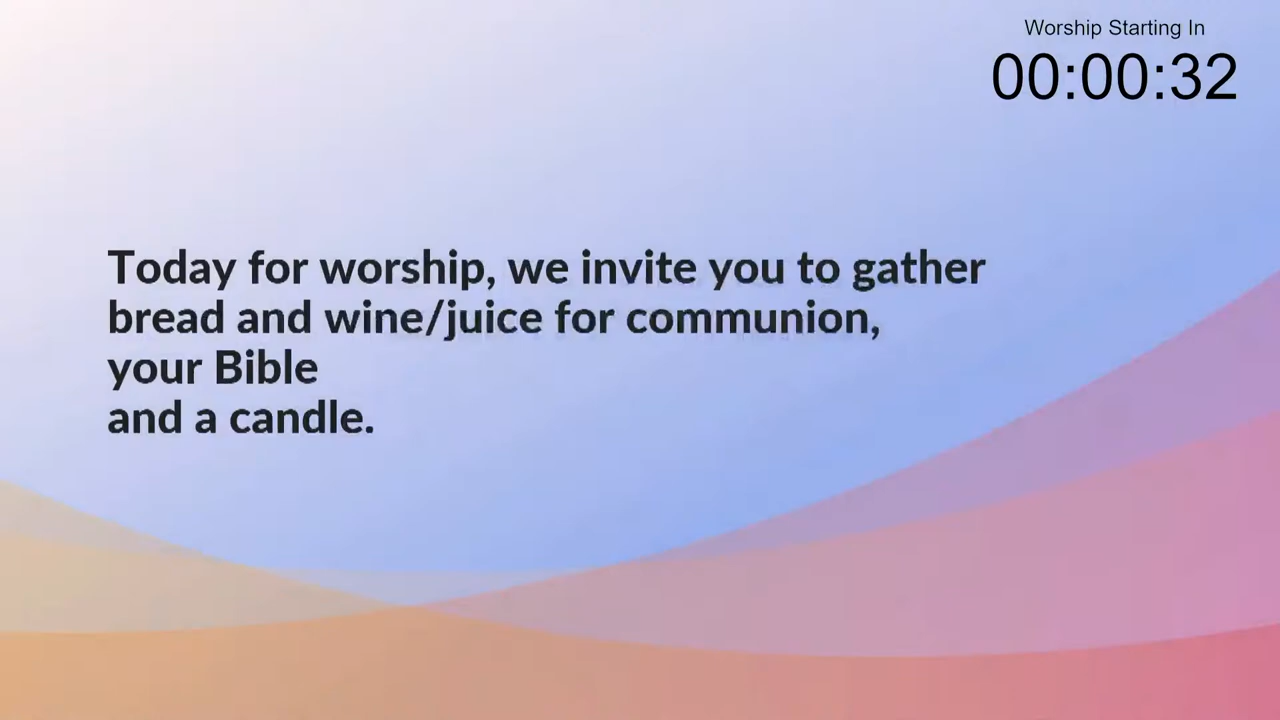 Worship Starting In
00:00:32
Today for worship, we invite you to gather
bread and wine/juice for communion,
your Bible
and a candle.